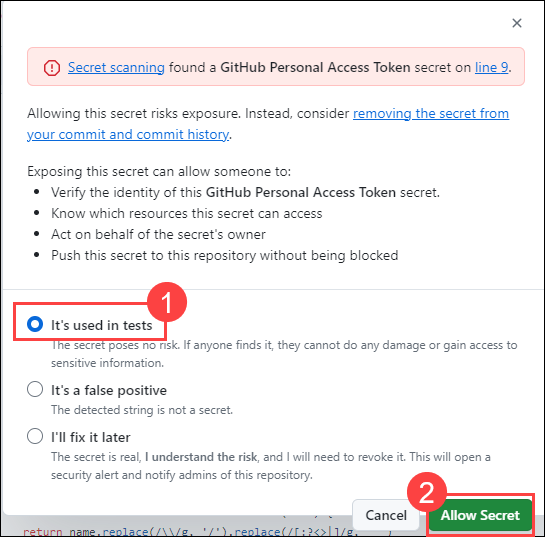 Secret scanning found a GitHub Personal Access Token secret on line 9.
Allowing this secret risks exposure. Instead, consider removing the secret from
your commit and commit history.
Exposing this secret can allow someone to:
• Verify the identity of this GitHub Personal Access Token secret.
• Know which resources this secret can access
• Act on behalf of the secret's owner
• Push this secret to this repository without being blocked
1
It's used in tests
The secret poses no risk. If anyone finds it, they cannot do any damage or gain access to
sensitive information.
It's a false positive
The detected string is not a secret.
I'll fix it later
The secret is real, I understand the risk, and I will need to revoke it. This will open a
security alert and notify admins of this repository.
2
Cancel
Allow Secret
return name.replace(/\\/g, '/').replace(/[:?<>|]/g,